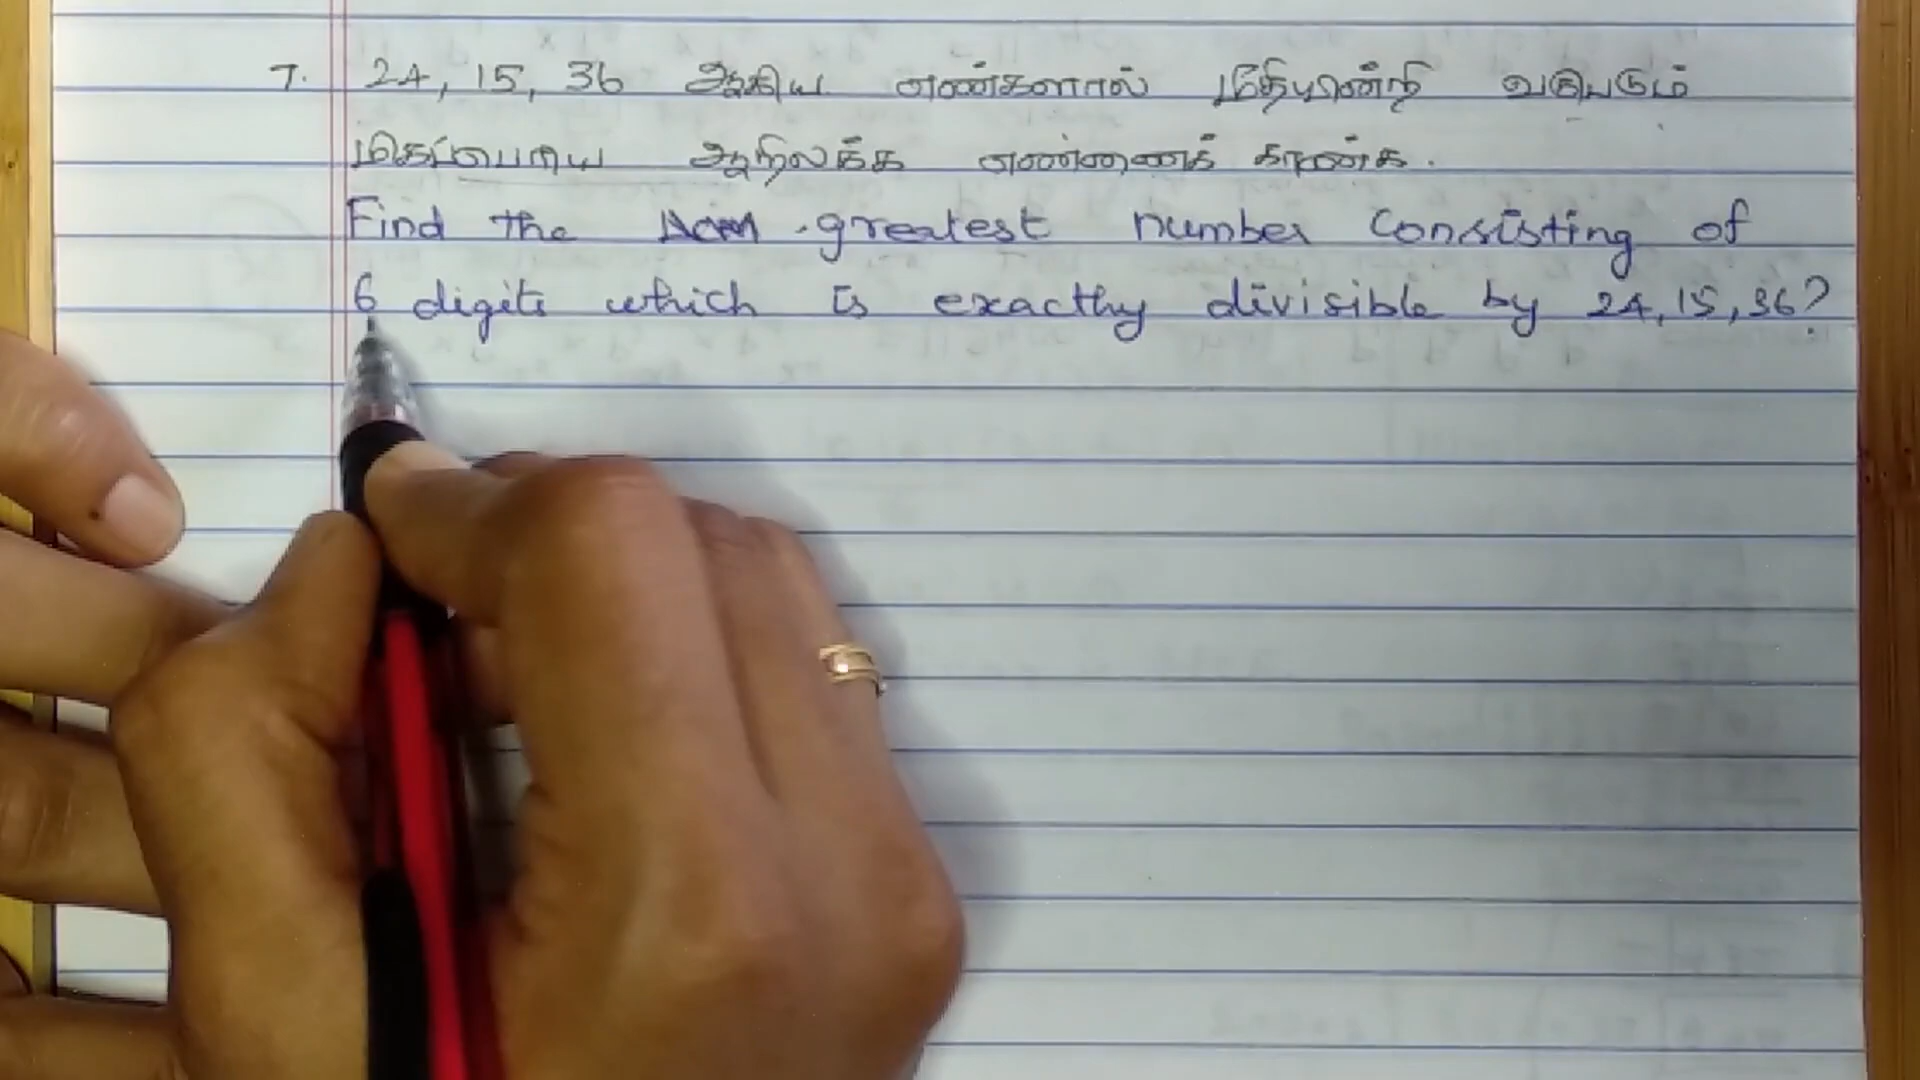 7. 24, 15, 36 ஆகிய எண்களால் மீதியின்றி வகுபடும்
மிகப்பெரிய ஆறிலக்க எண்ணைக் காண்க.
Find the greatest number consisting of
6 digits which is exactly divisible by 24, 15, 36?